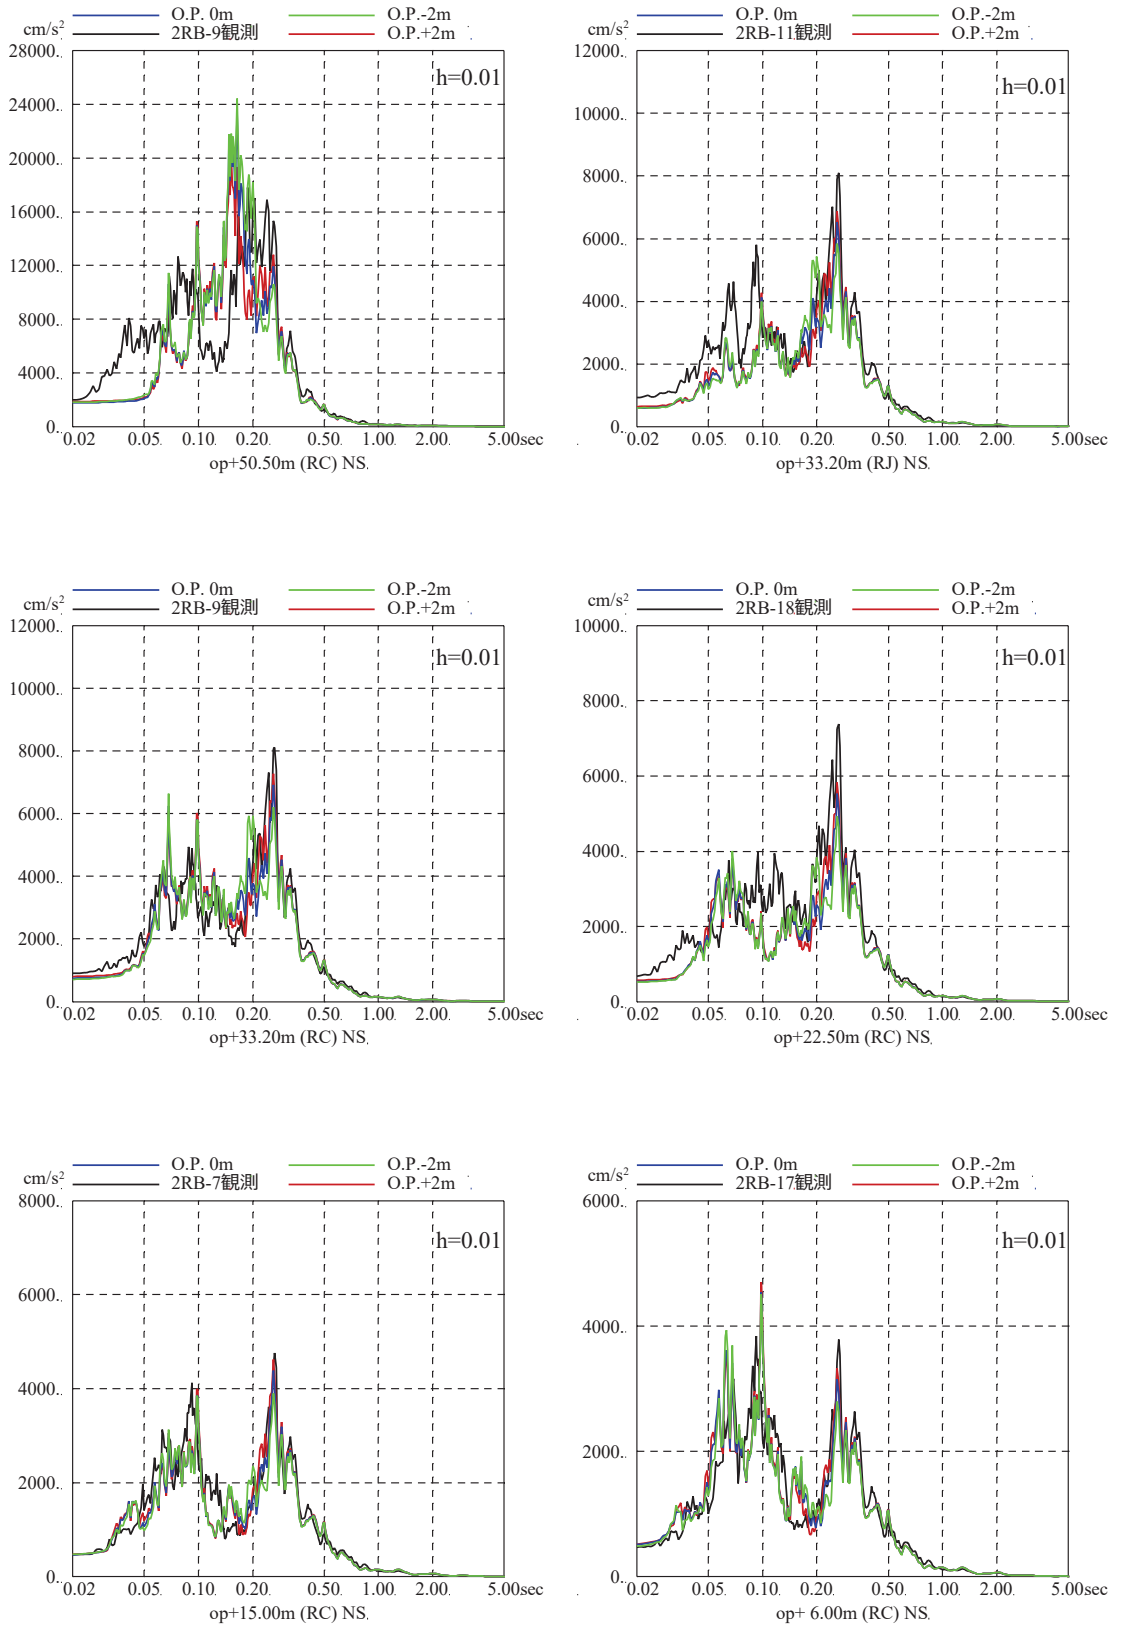 O.P. 0m O.P.-2m
cm/s² 2RB-9観測 O.P.+2m
28000.
h=0.01
24000.
20000.
16000.
12000.
8000.
4000.
0.
0.02 0.05 0.10 0.20 0.50 1.00 2.00 5.00sec
op+50.50m (RC) NS
O.P. 0m O.P.-2m
cm/s² 2RB-11観測 O.P.+2m
12000.
h=0.01
10000.
8000.
6000.
4000.
2000.
0.
0.02 0.05 0.10 0.20 0.50 1.00 2.00 5.00sec
op+33.20m (RJ) NS
O.P. 0m O.P.-2m
cm/s² 2RB-9観測 O.P.+2m
12000.
h=0.01
10000.
8000.
6000.
4000.
2000.
0.
0.02 0.05 0.10 0.20 0.50 1.00 2.00 5.00sec
op+33.20m (RC) NS
O.P. 0m O.P.-2m
cm/s² 2RB-18観測 O.P.+2m
10000.
h=0.01
8000.
6000.
4000.
2000.
0.
0.02 0.05 0.10 0.20 0.50 1.00 2.00 5.00sec
op+22.50m (RC) NS
O.P. 0m O.P.-2m
cm/s² 2RB-7観測 O.P.+2m
8000.
h=0.01
6000.
4000.
2000.
0.
0.02 0.05 0.10 0.20 0.50 1.00 2.00 5.00sec
op+15.00m (RC) NS
O.P. 0m O.P.-2m
cm/s² 2RB-17観測 O.P.+2m
6000.
h=0.01
4000.
2000.
0.
0.02 0.05 0.10 0.20 0.50 1.00 2.00 5.00sec
op+ 6.00m (RC) NS